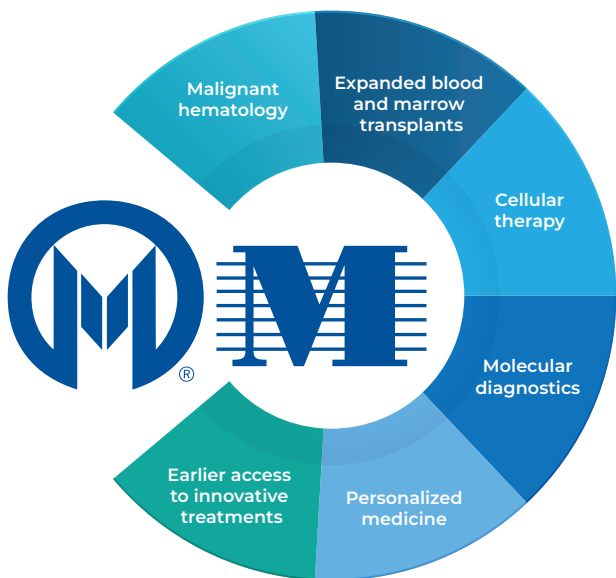 Malignant
hematology
Expanded blood
and marrow
transplants
Cellular
therapy
Molecular
diagnostics
Personalized
medicine
Earlier access
to innovative
treatments
M
M
®